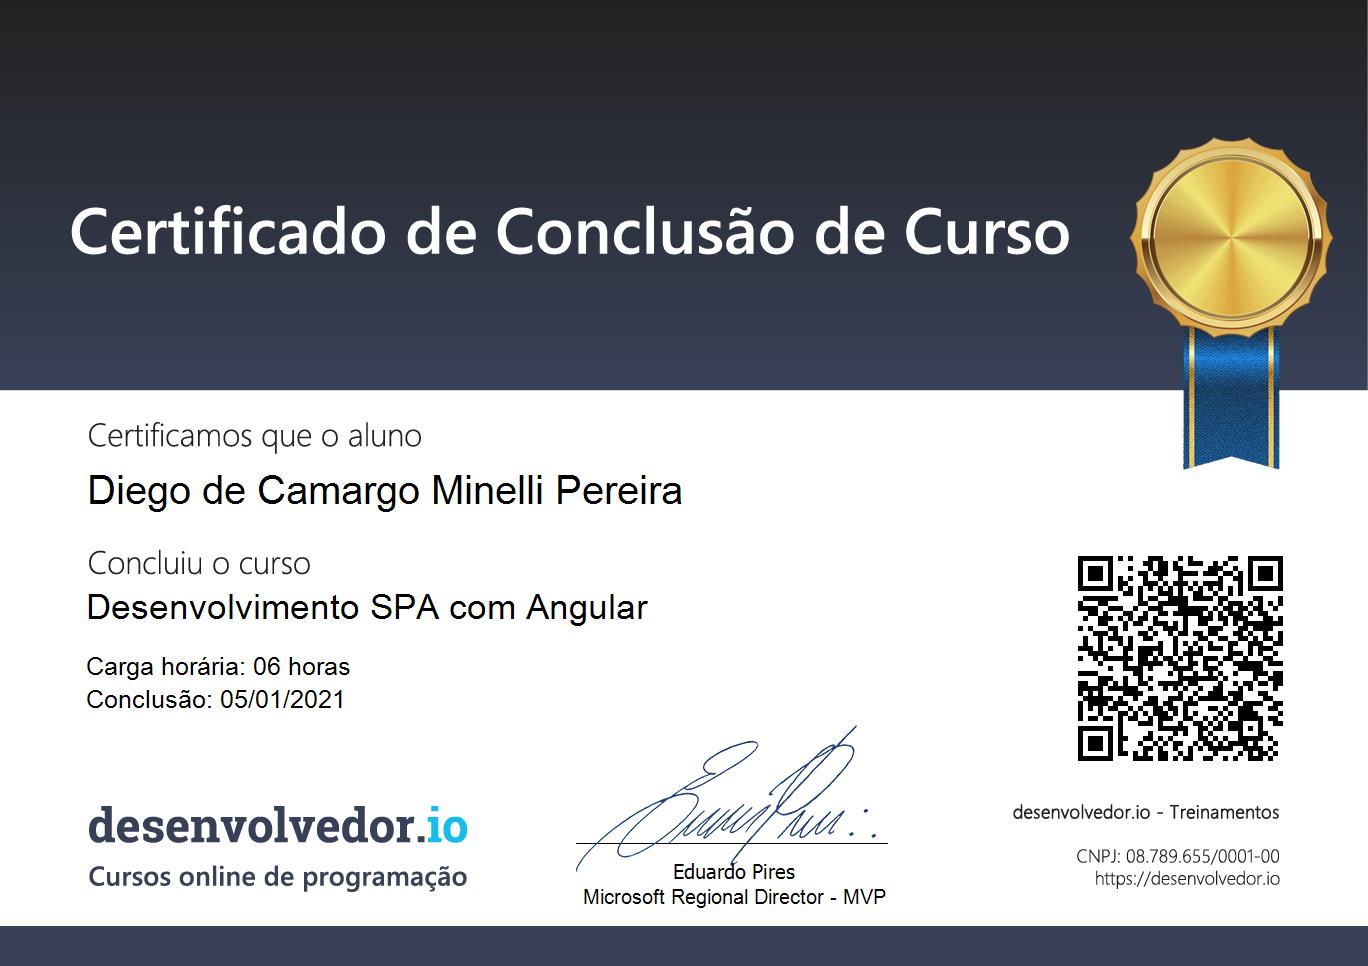 Certificado de Conclusão de Curso
Certificamos que o aluno
Diego de Camargo Minelli Pereira
Concluiu o curso
Desenvolvimento SPA com Angular
Carga horária: 06 horas
Conclusão: 05/01/2021
desenvolvedor.io
Cursos online de programação
Eduardo Pires
Microsoft Regional Director - MVP
desenvolvedor.io - Treinamentos
CNPJ: 08.789.655/0001-00
https://desenvolvedor.io